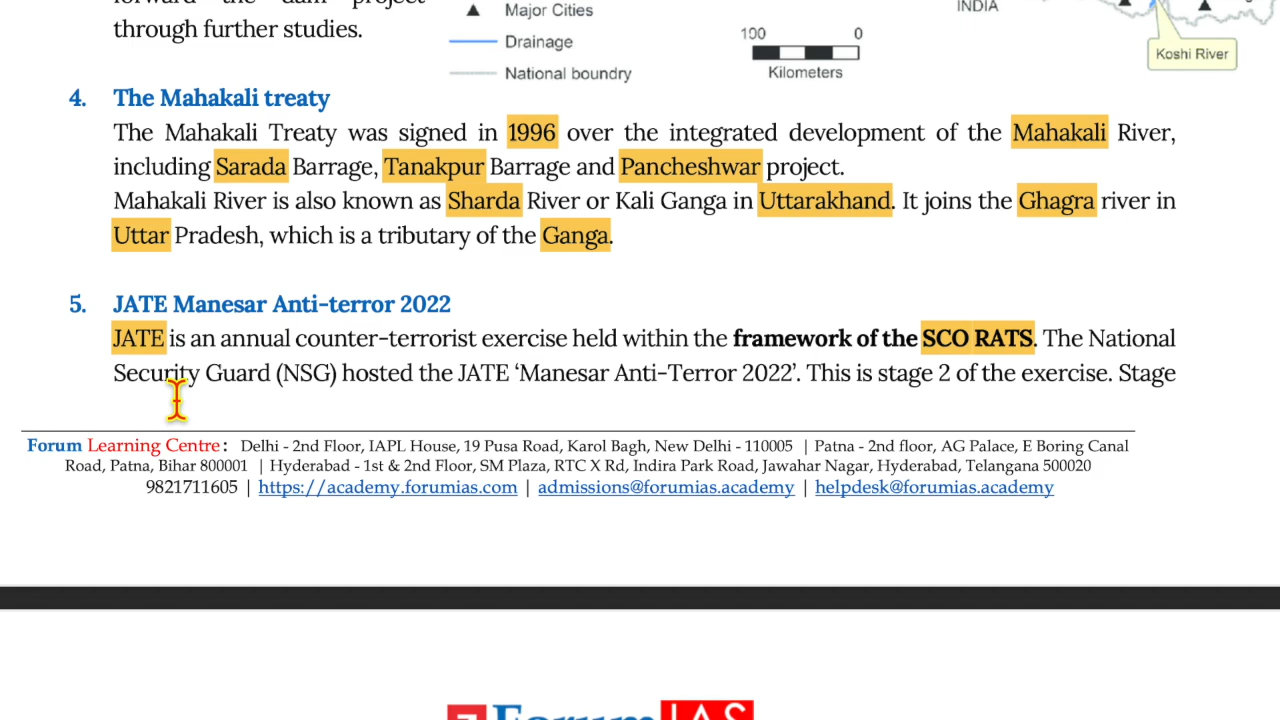 forward the dam project
through further studies.
Major Cities
Drainage
National boundry
100 0
Kilometers
INDIA
Koshi River
4. The Mahakali treaty
The Mahakali Treaty was signed in 1996 over the integrated development of the Mahakali River,
including Sarada Barrage, Tanakpur Barrage and Pancheshwar project.
Mahakali River is also known as Sharda River or Kali Ganga in Uttarakhand. It joins the Ghagra river in
Uttar Pradesh, which is a tributary of the Ganga.
5. JATE Manesar Anti-terror 2022
JATE is an annual counter-terrorist exercise held within the framework of the SCO RATS. The National
Security Guard (NSG) hosted the JATE ‘Manesar Anti-Terror 2022’. This is stage 2 of the exercise. Stage
Forum Learning Centre : Delhi - 2nd Floor, IAPL House, 19 Pusa Road, Karol Bagh, New Delhi - 110005 | Patna - 2nd floor, AG Palace, E Boring Canal
Road, Patna, Bihar 800001 | Hyderabad - 1st & 2nd Floor, SM Plaza, RTC X Rd, Indira Park Road, Jawahar Nagar, Hyderabad, Telangana 500020
9821711605 | https://academy.forumias.com | admissions@forumias.academy | helpdesk@forumias.academy
Forum IAS